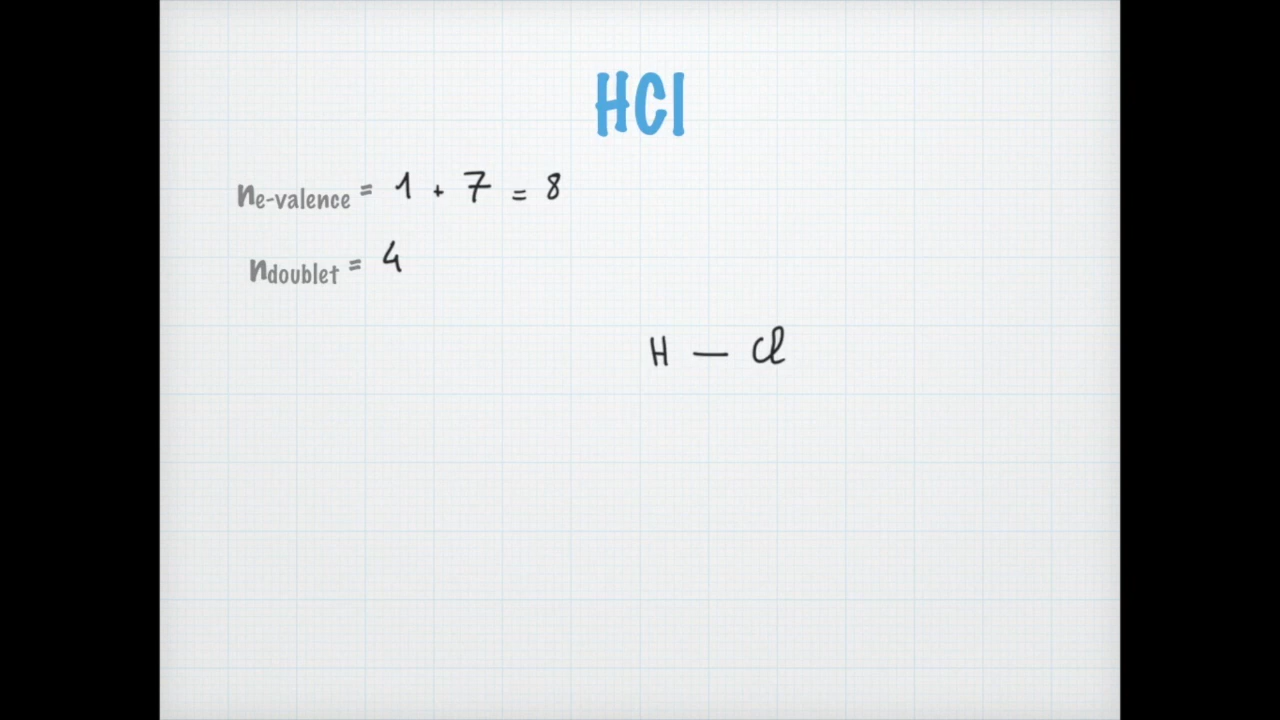 HCl
ne-valence = 1 + 7 = 8
ndoublet = 4
H — Cl